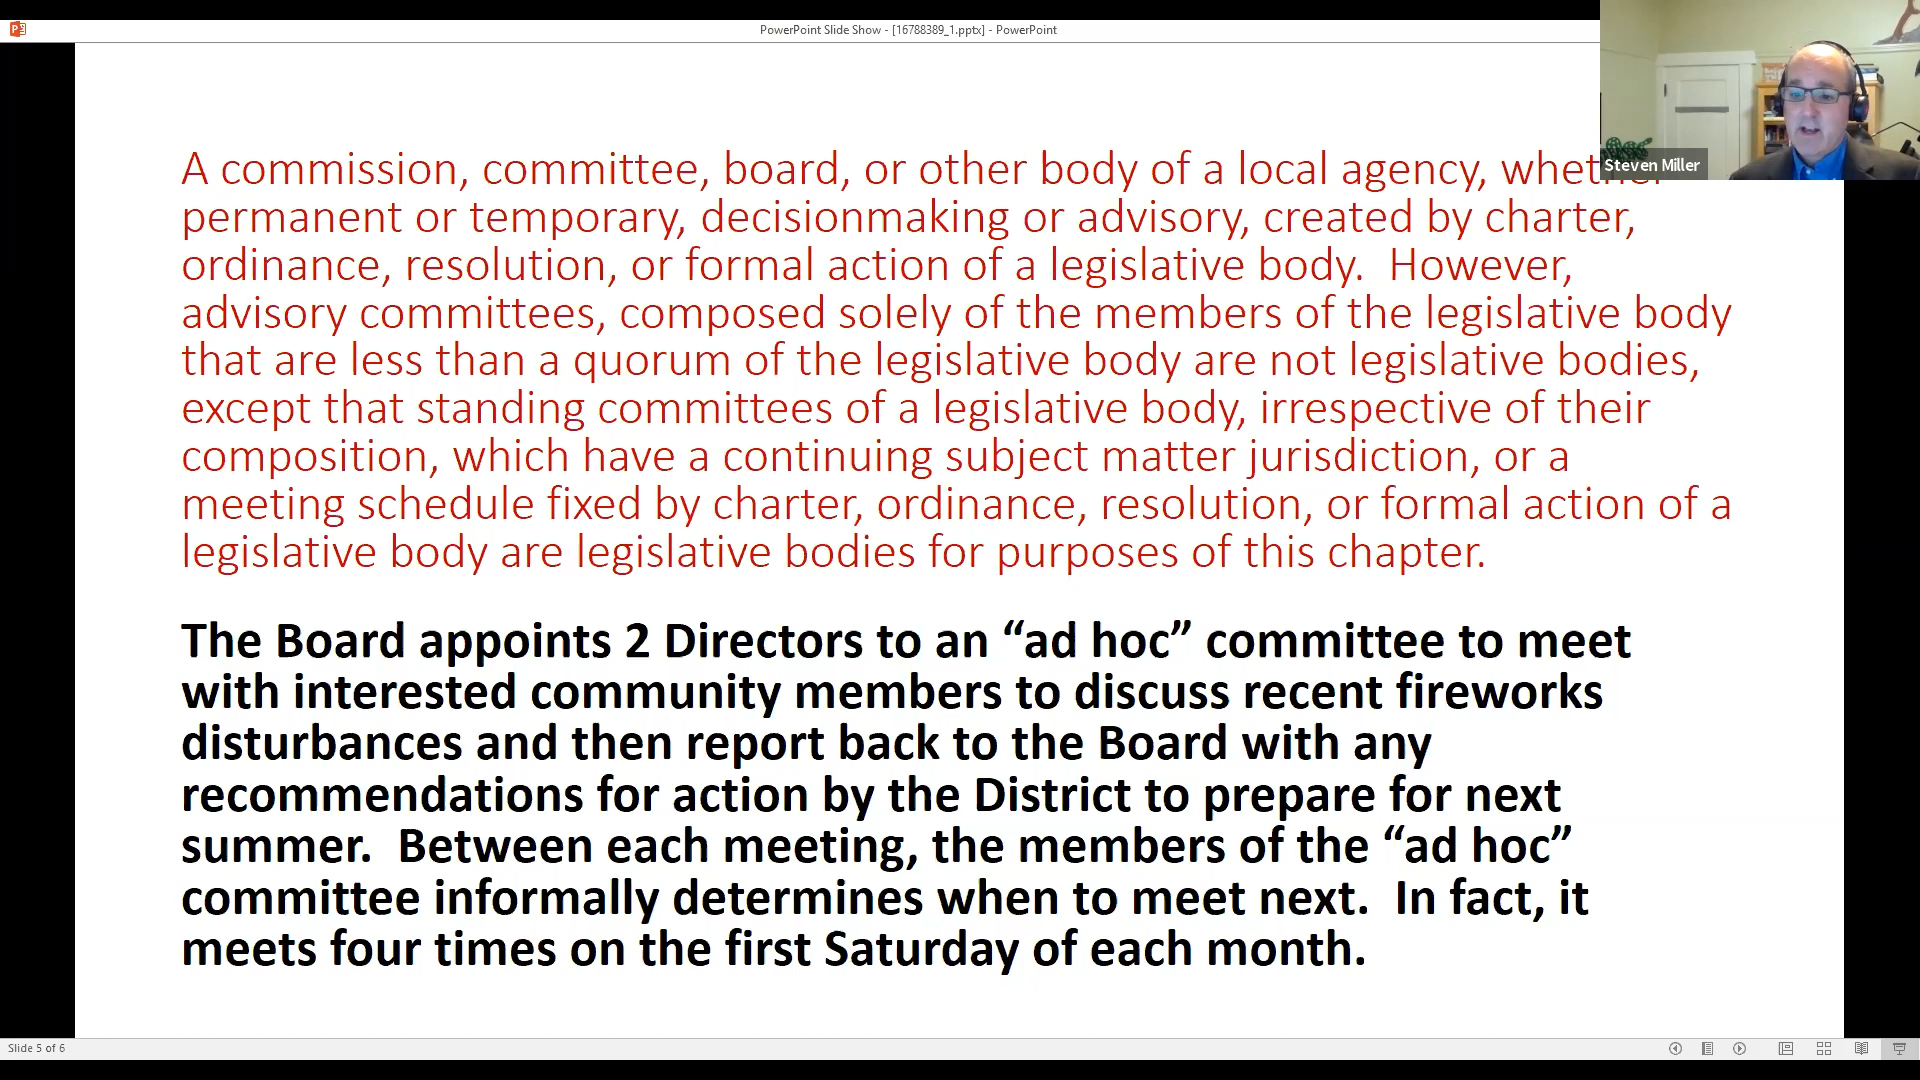 PowerPoint Slide Show - [16788389_1.pptx] - PowerPoint
Steven Miller
A commission, committee, board, or other body of a local agency,
permanent or temporary, decisionmaking or advisory, created by charter,
ordinance, resolution, or formal action of a legislative body. However,
advisory committees, composed solely of the members of the legislative body
that are less than a quorum of the legislative body are not legislative bodies,
except that standing committees of a legislative body, irrespective of their
composition, which have a continuing subject matter jurisdiction, or a
meeting schedule fixed by charter, ordinance, resolution, or formal action of a
legislative body are legislative bodies for purposes of this chapter.
The Board appoints 2 Directors to an “ad hoc” committee to meet
with interested community members to discuss recent fireworks
disturbances and then report back to the Board with any
recommendations for action by the District to prepare for next
summer. Between each meeting, the members of the “ad hoc”
committee informally determines when to meet next. In fact, it
meets four times on the first Saturday of each month.
Slide 5 of 6